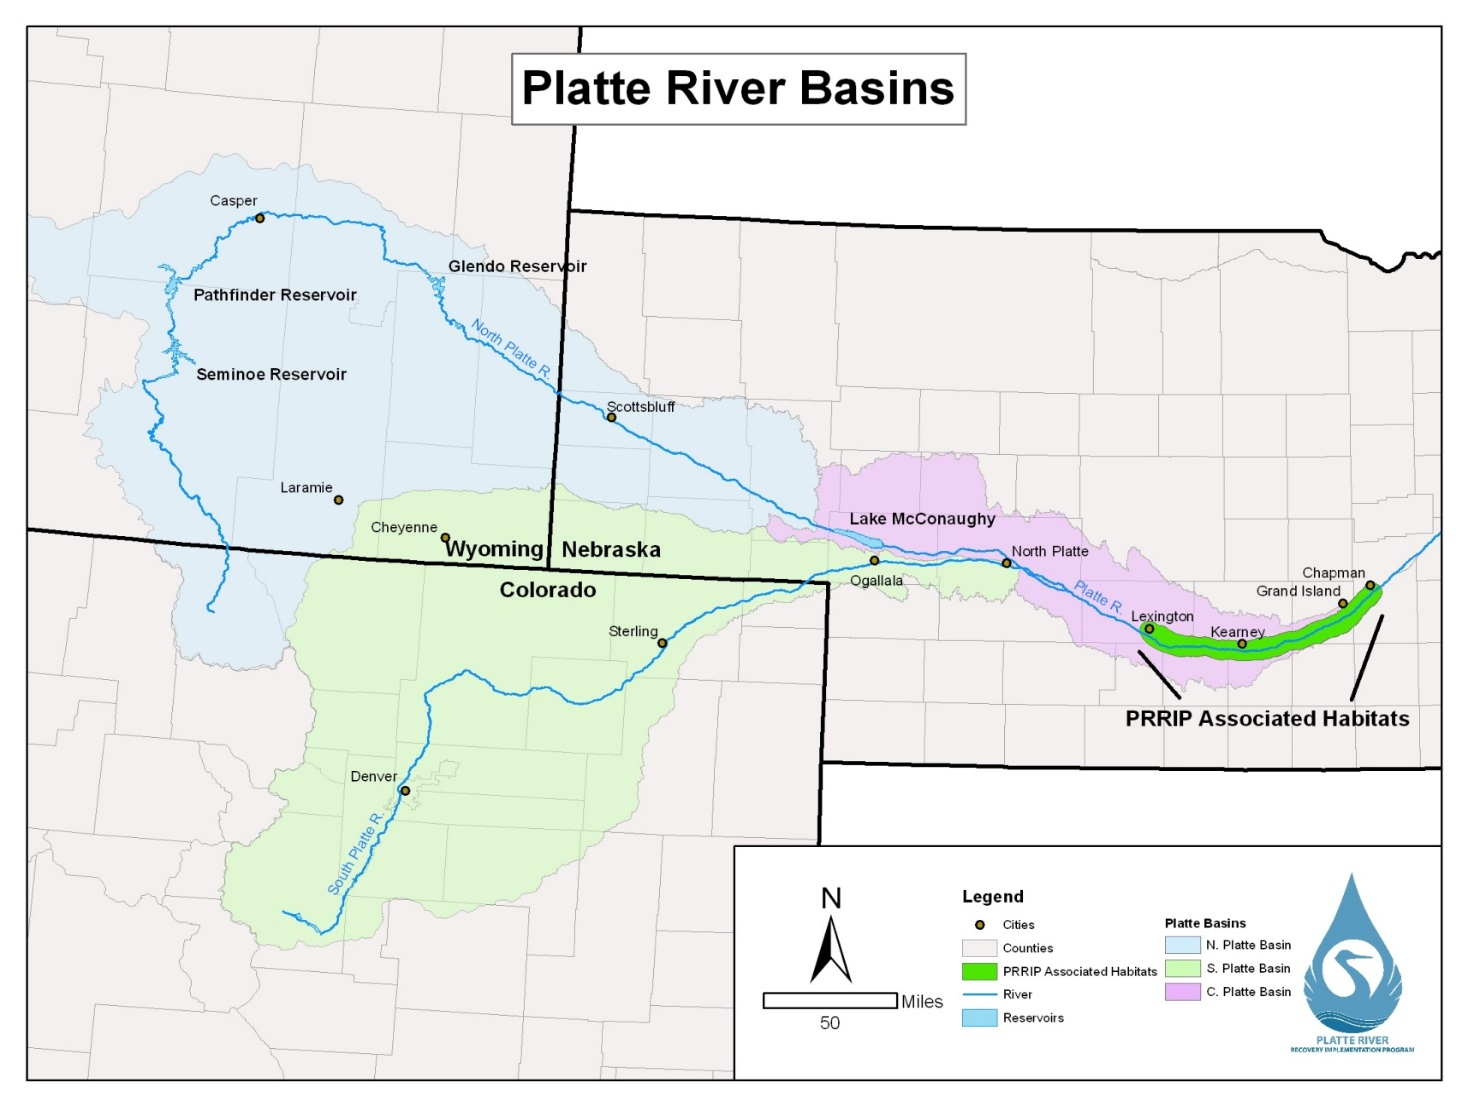 Platte River Basins
Casper
Glendo Reservoir
Pathfinder Reservoir
North Platte R.
Seminoe Reservoir
Scottsbluff
Laramie
Cheyenne
Wyoming
Nebraska
Colorado
Lake McConaughy
North Platte
Ogallala
Platte R.
Chapman
Grand Island
Lexington
Kearney
Sterling
PRRIP Associated Habitats
Denver
South Platte R.
N
50
Miles
Legend
Cities
Counties
PRRIP Associated Habitats
River
Reservoirs
Platte Basins
N. Platte Basin
S. Platte Basin
C. Platte Basin
PLATTE RIVER
RECOVERY IMPLEMENTATION PROGRAM